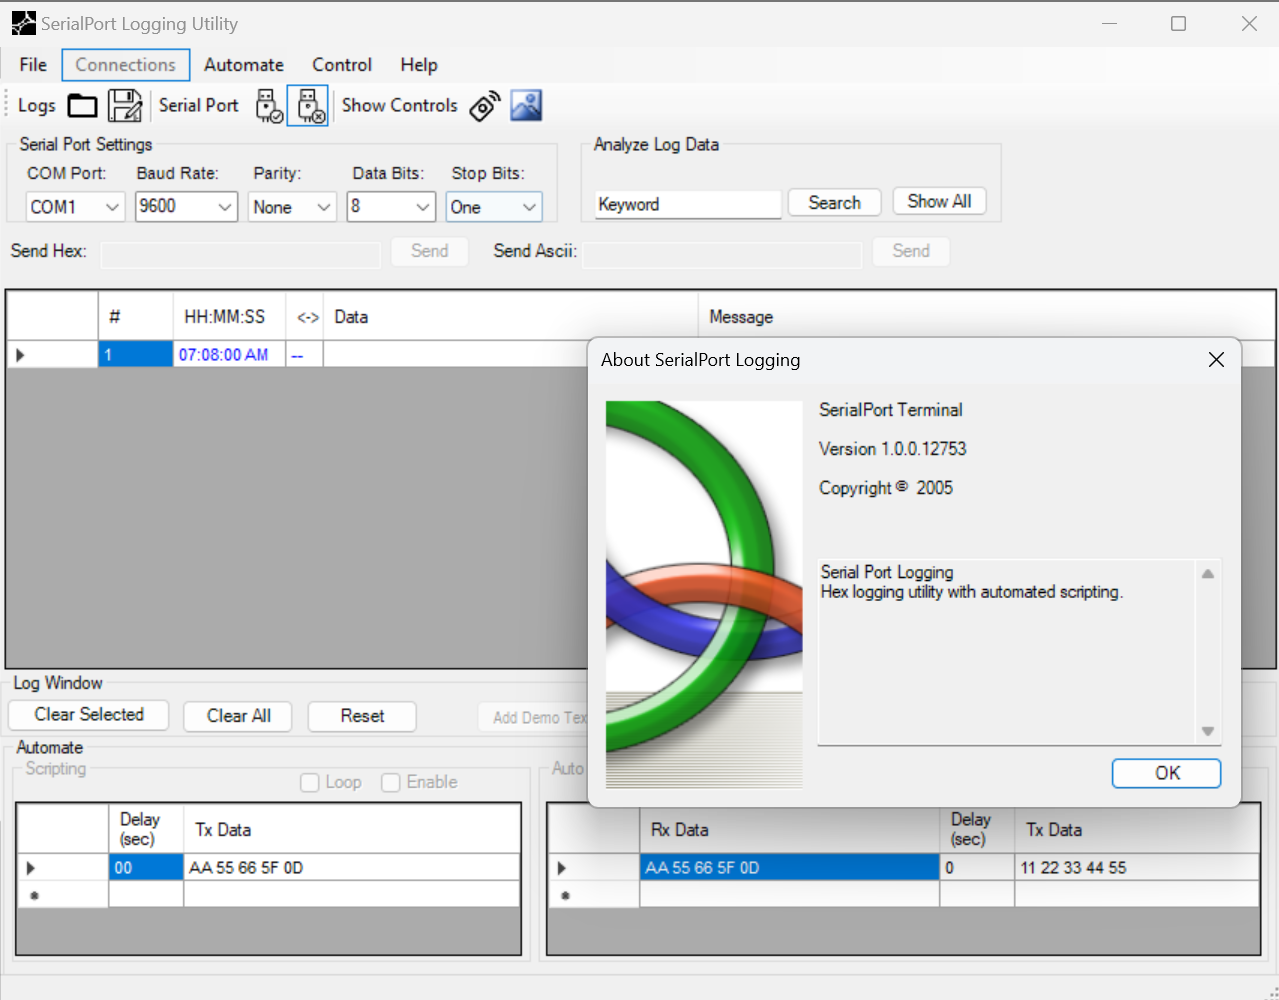 SerialPort Logging Utility
File Connections Automate Control Help
Logs Serial Port Show Controls
Serial Port Settings
COM Port: Baud Rate: Parity: Data Bits: Stop Bits:
COM1 9600 None 8 One
Analyze Log Data
Keyword Search Show All
Send Hex: Send Send Ascii: Send
# HH:MM:SS <-> Data Message
1 07:08:00 AM --
About SerialPort Logging
SerialPort Terminal
Version 1.0.0.12753
Copyright © 2005
Serial Port Logging
Hex logging utility with automated scripting.
OK
Log Window
Clear Selected Clear All Reset Add Demo Tex
Automate
Scripting Loop Enable
Delay
(sec) Tx Data
00 AA 55 66 5F 0D
*
Auto
Rx Data Delay
(sec) Tx Data
AA 55 66 5F 0D 0 11 22 33 44 55
*